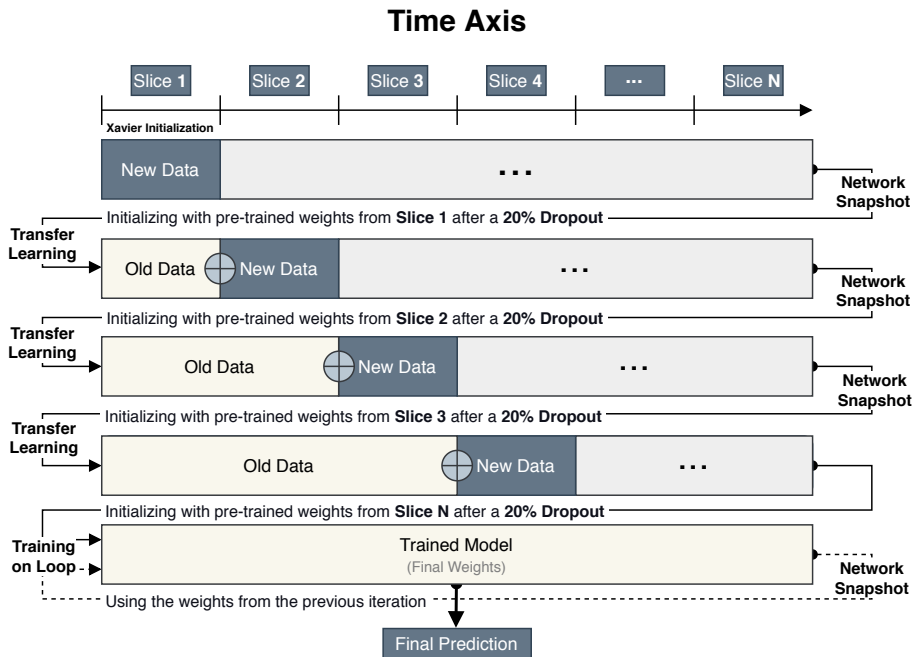 Time Axis
Slice 1
Slice 2
Slice 3
Slice 4
...
Slice N
Xavier Initialization
New Data
...
Network
Snapshot
Initializing with pre-trained weights from Slice 1 after a 20% Dropout
Transfer
Learning
Old Data
New Data
...
Network
Snapshot
Initializing with pre-trained weights from Slice 2 after a 20% Dropout
Transfer
Learning
Old Data
New Data
...
Network
Snapshot
Initializing with pre-trained weights from Slice 3 after a 20% Dropout
Transfer
Learning
Old Data
New Data
...
Initializing with pre-trained weights from Slice N after a 20% Dropout
Training
on Loop
Trained Model
(Final Weights)
Network
Snapshot
Using the weights from the previous iteration
Final Prediction